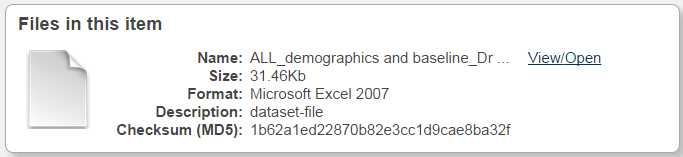 Files in this item
Name: ALL_demographics and baseline_Dr ... View/Open
Size: 31.46Kb
Format: Microsoft Excel 2007
Description: dataset-file
Checksum (MD5): 1b62a1ed22870b82e3cc1d9cae8ba32f